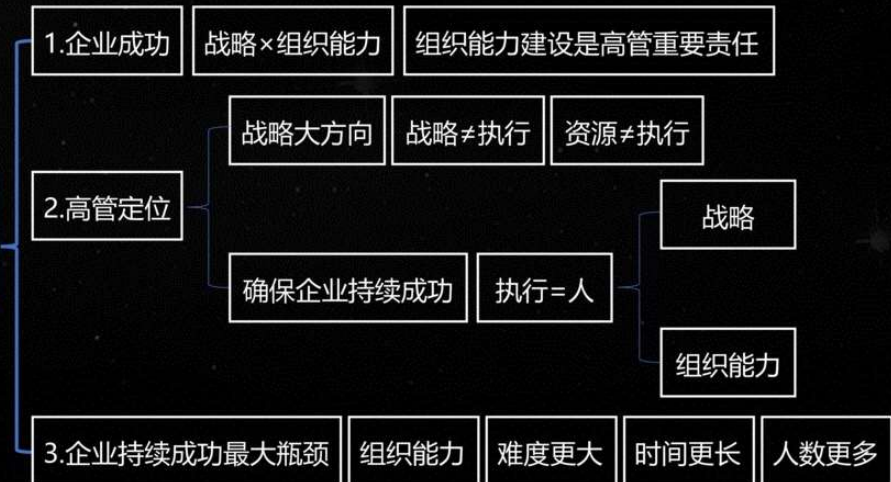 1.企业成功 战略×组织能力 组织能力建设是高管重要责任
战略大方向 战略≠执行 资源≠执行
2.高管定位
战略
确保企业持续成功 执行=人
组织能力
3.企业持续成功最大瓶颈 组织能力 难度更大 时间更长 人数更多